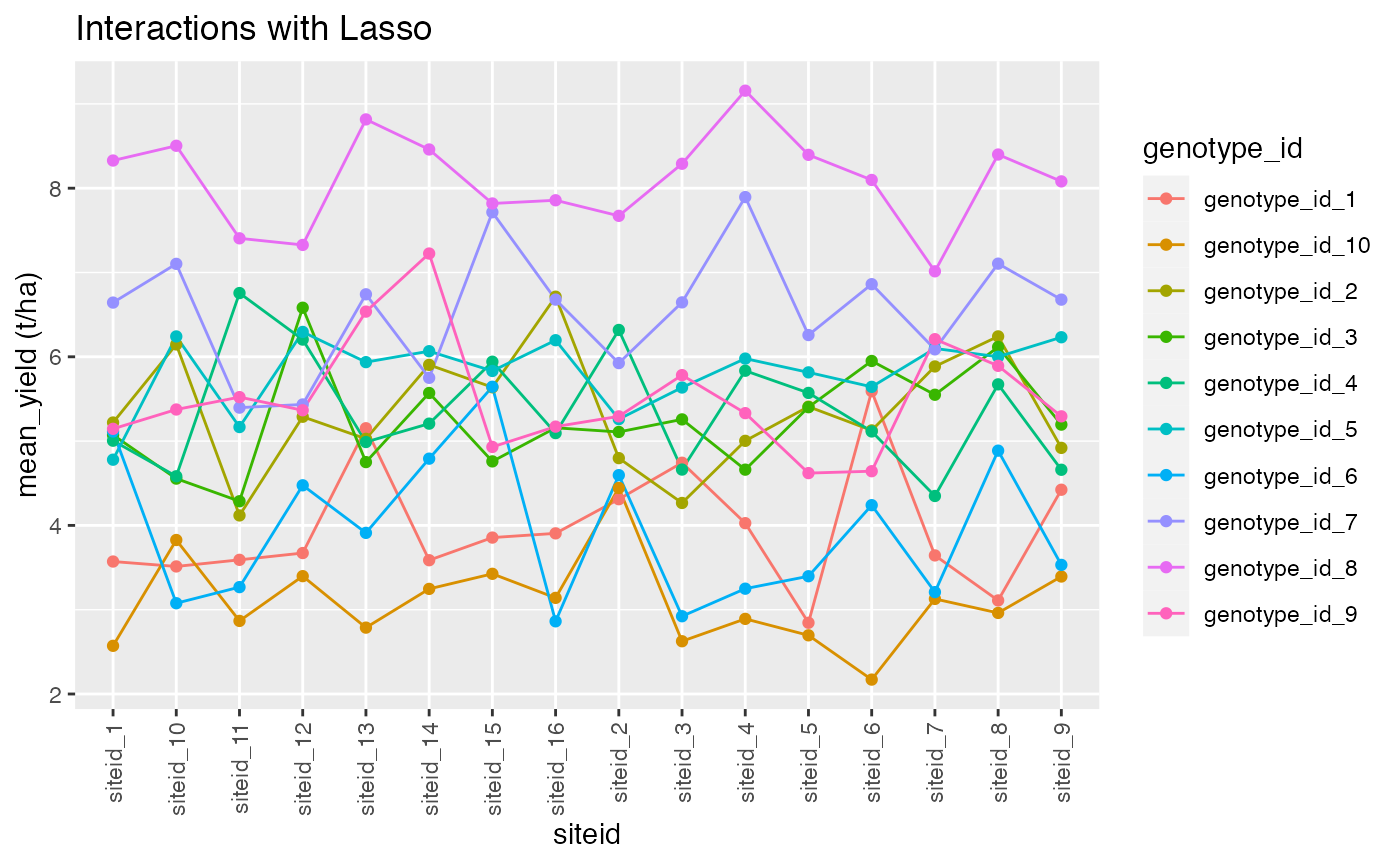 Interactions with Lasso
mean_yield (t/ha)
8
6
4
2
siteid_1
siteid_10
siteid_11
siteid_12
siteid_13
siteid_14
siteid_15
siteid_16
siteid_2
siteid_3
siteid_4
siteid_5
siteid_6
siteid_7
siteid_8
siteid_9
siteid
genotype_id
genotype_id_1
genotype_id_10
genotype_id_2
genotype_id_3
genotype_id_4
genotype_id_5
genotype_id_6
genotype_id_7
genotype_id_8
genotype_id_9